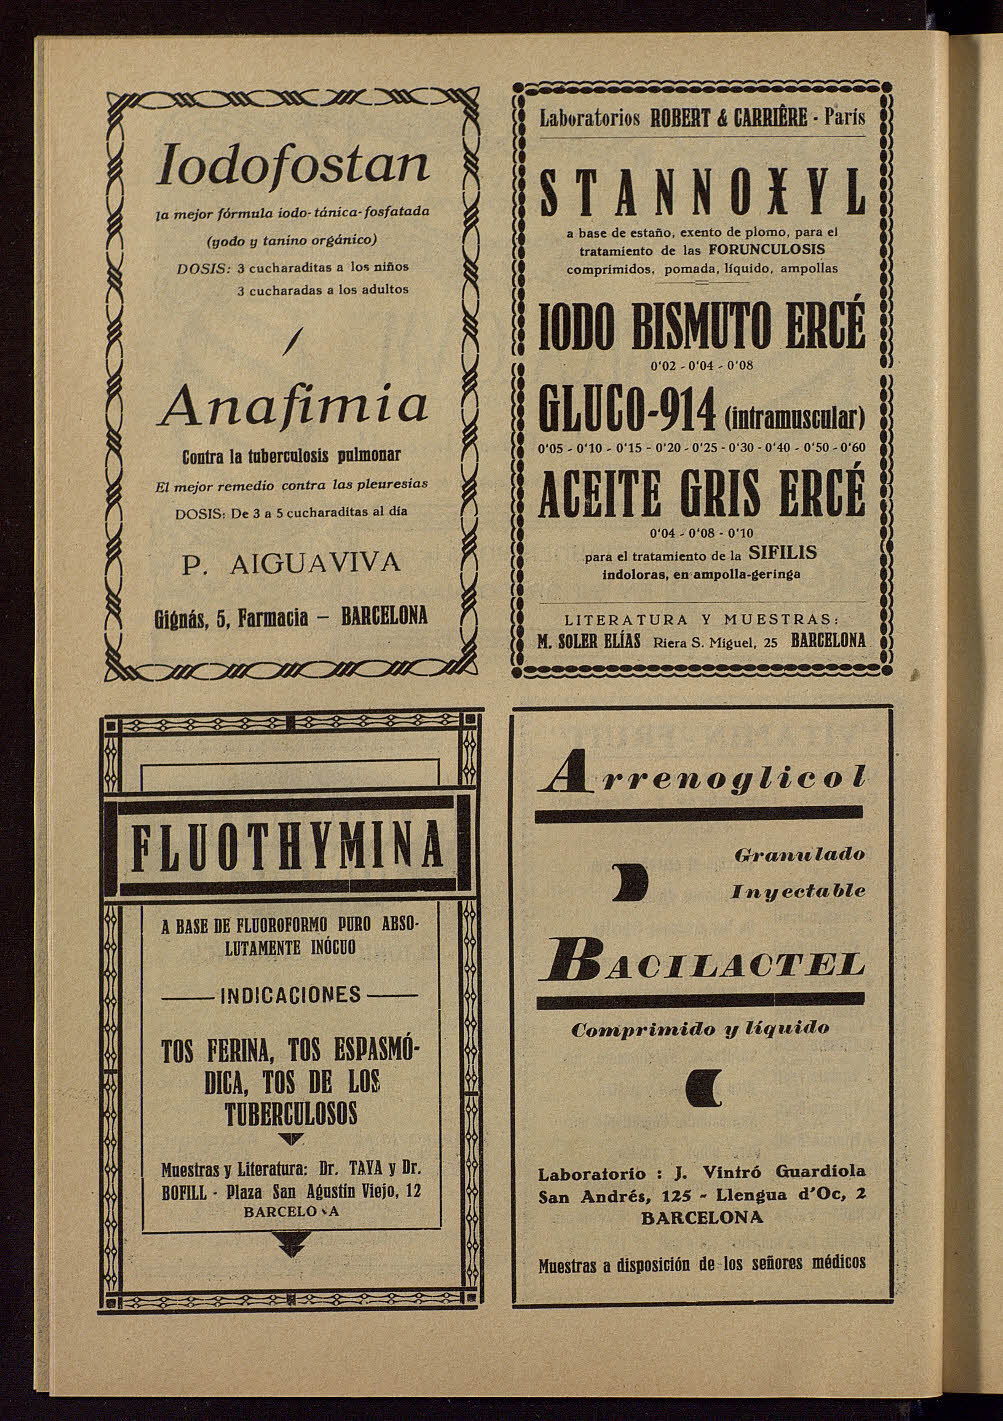 Iodofostan
la mejor fórmula iodo-tánica-fosfatada
(yodo y tanino orgánico)
DOSIS: 3 cucharaditas a los niños
3 cucharadas a los adultos
Anafimia
Contra la tuberculosis pulmonar
El mejor remedio contra las pleuresias
DOSIS: De 3 a 5 cucharaditas al día
P. AIGUAVIVA
Gignás, 5, Farmacia – BARCELONA
Laboratorios ROBERT & CARRIÊRE - París
STANNOXYL
a base de estaño, exento de plomo, para el
tratamiento de las FORUNCULOSIS
comprimidos, pomada, líquido, ampollas
IODO BISMUTO ERCÉ
0'02 - 0'04 - 0'08
GLUCO-914 (intramuscular)
0'05 - 0'10 - 0'15 - 0'20 - 0'25 - 0'30 - 0'40 - 0'50 - 0'60
ACEITE GRIS ERCÉ
0'04 - 0'08 - 0'10
para el tratamiento de la SIFILIS
indoloras, en ampolla-geringa
LITERATURA Y MUESTRAS:
M. SOLER ELÍAS Riera S. Miguel, 25 BARCELONA
FLUOTHYMINA
A BASE DE FLUOROFORMO PURO ABSO-
LUTAMENTE INÓCUO
INDICACIONES
TOS FERINA, TOS ESPASMÓ-
DICA, TOS DE LOS
TUBERCULOSOS
Muestras y Literatura: Dr. TAYA y Dr.
BOFILL - Plaza San Agustín Viejo, 12
BARCELONA
Arrenoglicol
Granulado
Inyectable
BACILACTEL
Comprimido y líquido
Laboratorio : J. Vintró Guardiola
San Andrés, 125 - Llengua d'Oc, 2
BARCELONA
Muestras a disposición de los señores médicos